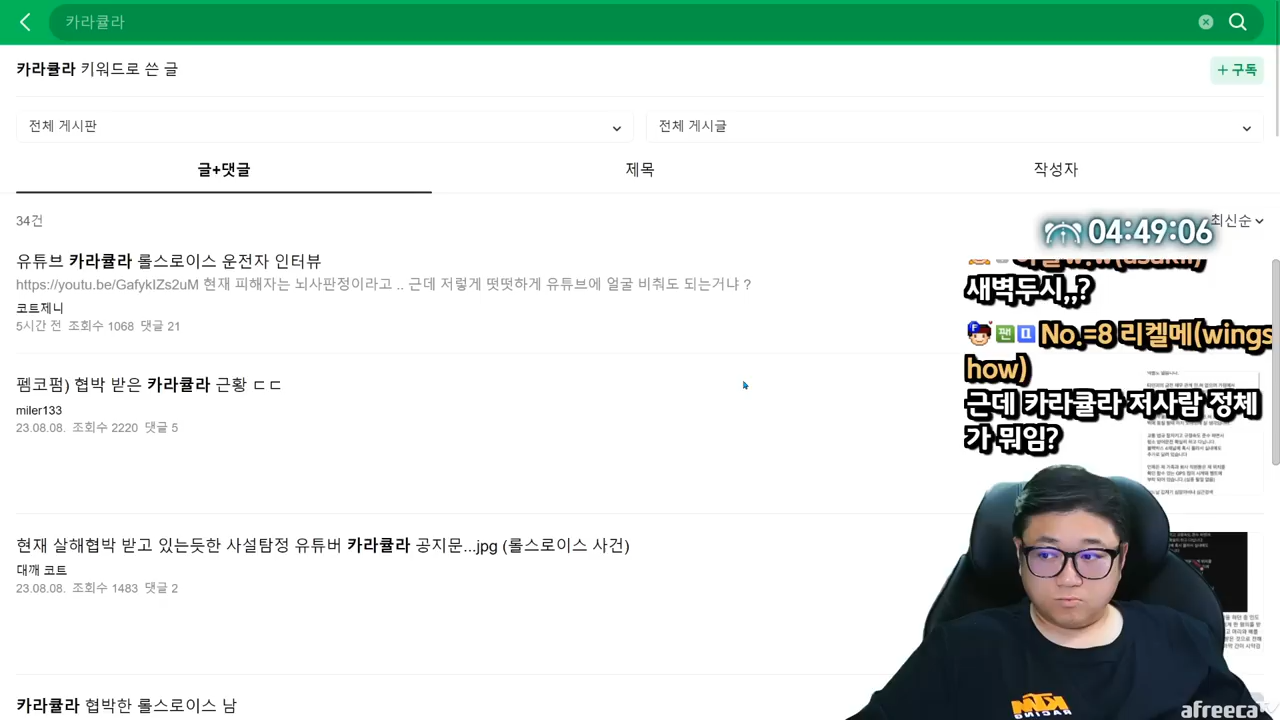 카라큘라
카라큘라 키워드로 쓴 글
+ 구독
전체 게시판
전체 게시글
글+댓글
제목
작성자
34건
04:49:06
최신순
유튜브 카라큘라 롤스로이스 운전자 인터뷰
https://youtu.be/GafykIZs2uM 현재 피해자는 뇌사판정이라고 .. 근데 저렇게 떳떳하게 유튜브에 얼굴 비춰도 되는거냐 ?
코트제니
5시간 전 조회수 1068 댓글 21
새벽두시,,?
팬 No.=8 리켈메(wings
how)
근데 카라큘라 저사람 정체
가 뭐임?
펨코펌) 협박 받은 카라큘라 근황 ㄷㄷ
miler133
23.08.08. 조회수 2220 댓글 5
현재 살해협박 받고 있는듯한 사설탐정 유튜버 카라큘라 공지문...jpg (롤스로이스 사건)
대깨 코트
23.08.08. 조회수 1483 댓글 2
카라큘라 협박한 롤스로이스 남
KTM
RACING
afreecaTV